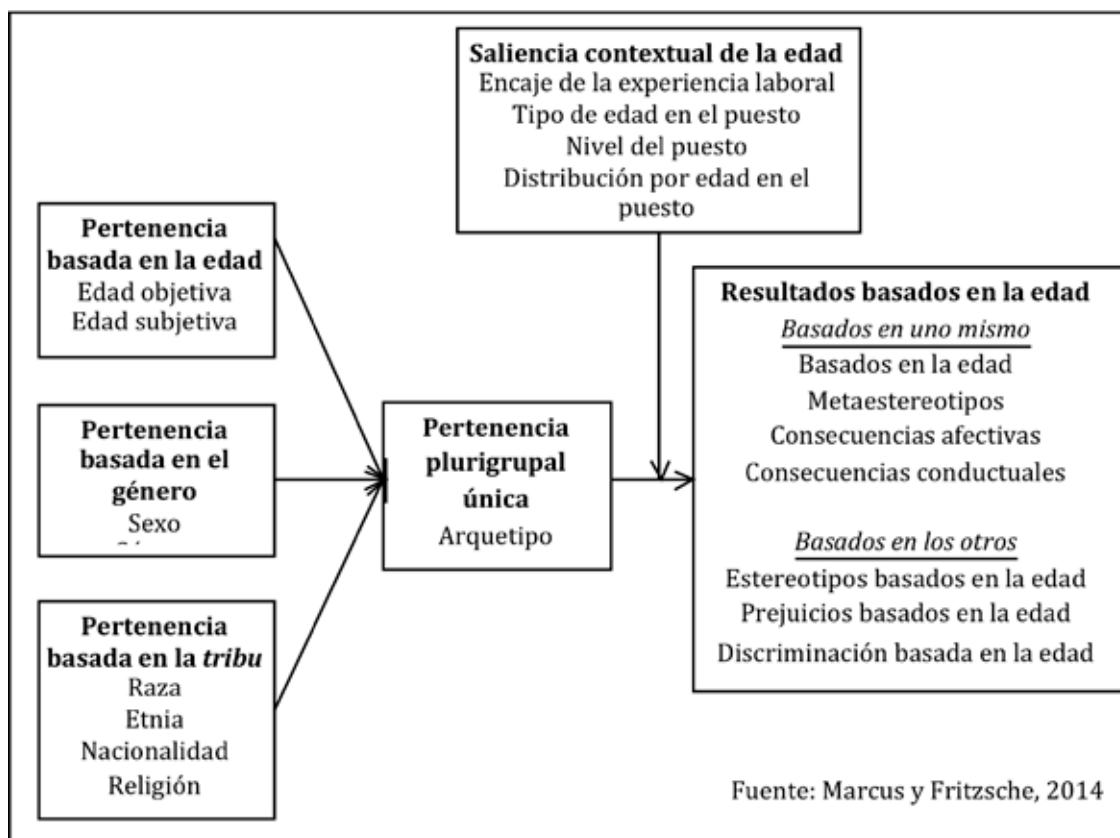 Saliencia contextual de la edad
Encaje de la experiencia laboral
Tipo de edad en el puesto
Nivel del puesto
Distribución por edad en el
puesto
Pertenencia
basada en la edad
Edad objetiva
Edad subjetiva
Pertenencia
basada en el
género
Sexo
Pertenencia
basada en la tribu
Raza
Etnia
Nacionalidad
Religión
Pertenencia
plurigrupal
única
Arquetipo
Resultados basados en la edad
Basados en uno mismo
Basados en la edad
Metaestereotipos
Consecuencias afectivas
Consecuencias conductuales
Basados en los otros
Estereotipos basados en la edad
Prejuicios basados en la edad
Discriminación basada en la edad
Fuente: Marcus y Fritzsche, 2014